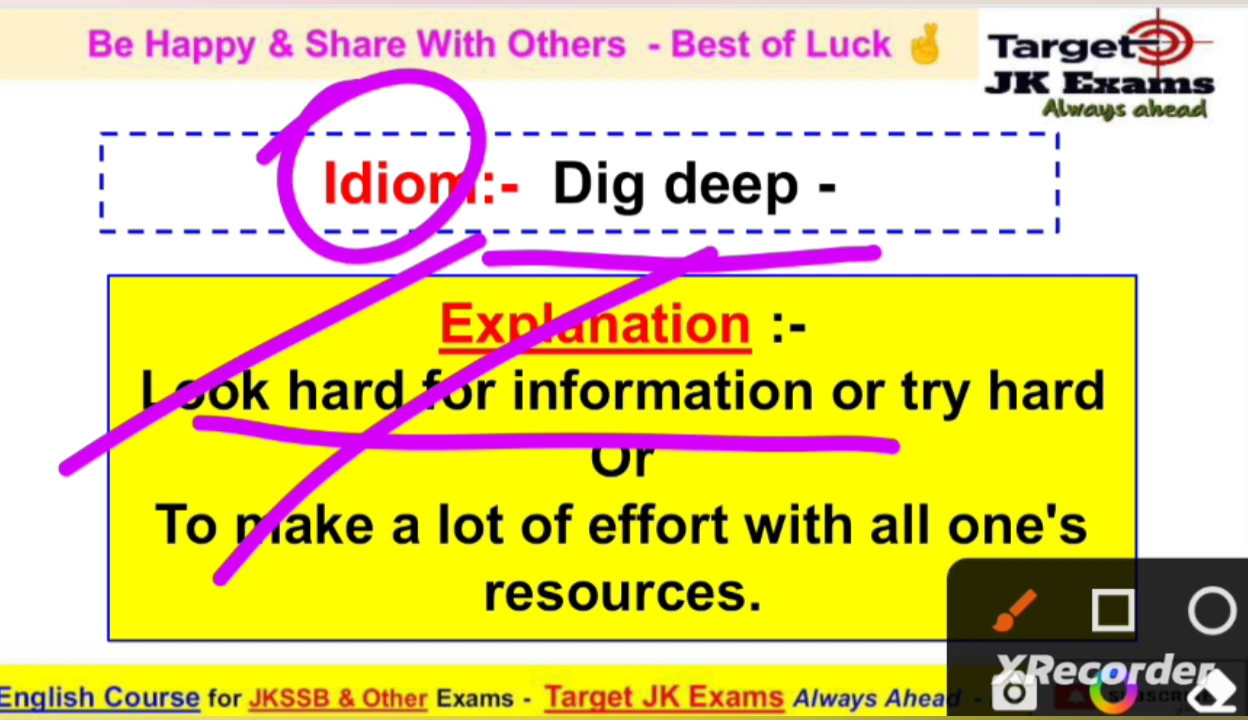 Be Happy & Share With Others - Best of Luck ✌
Target
JK Exams
Always ahead
Idiom:- Dig deep -
Explanation :-
Look hard for information or try hard
Or
To make a lot of effort with all one's
resources.
XRecorder
English Course for JKSSB & Other Exams - Target JK Exams Always Ahead -